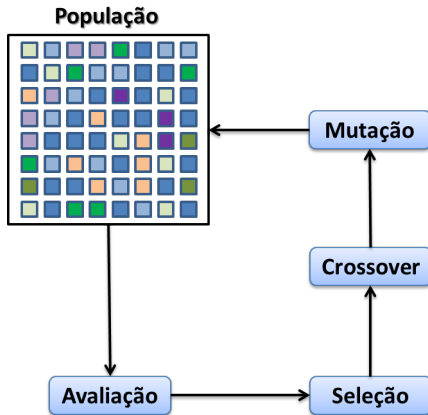 População
Mutação
Crossover
Avaliação
Seleção